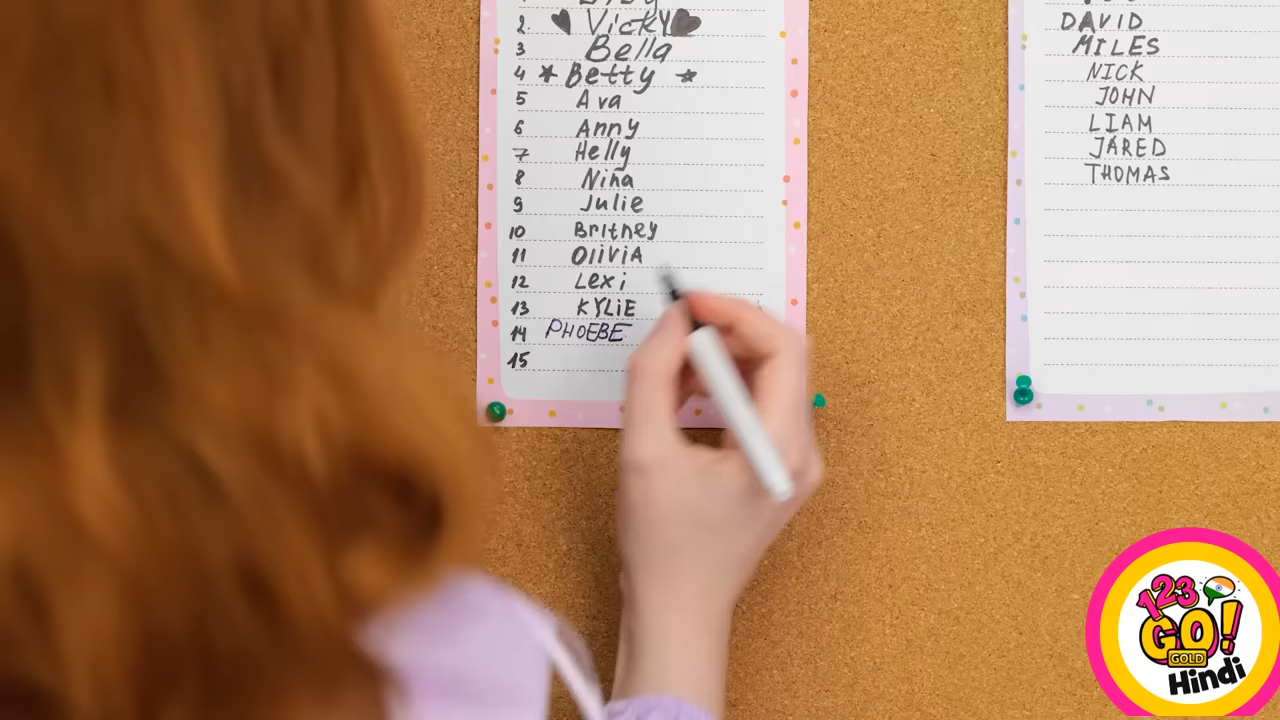 2. Vicky
3 Bella
4 * Betty *
5 Ava
6 Anny
7 Helly
8 Nina
9 Julie
10 Britney
11 OliviA
12 Lexi
13 KYLiE
14 PHOEBE
15
DAVID
MILES
NICK
JOHN
LIAM
JARED
THOMAS
123
GO!
GOLD
Hindi